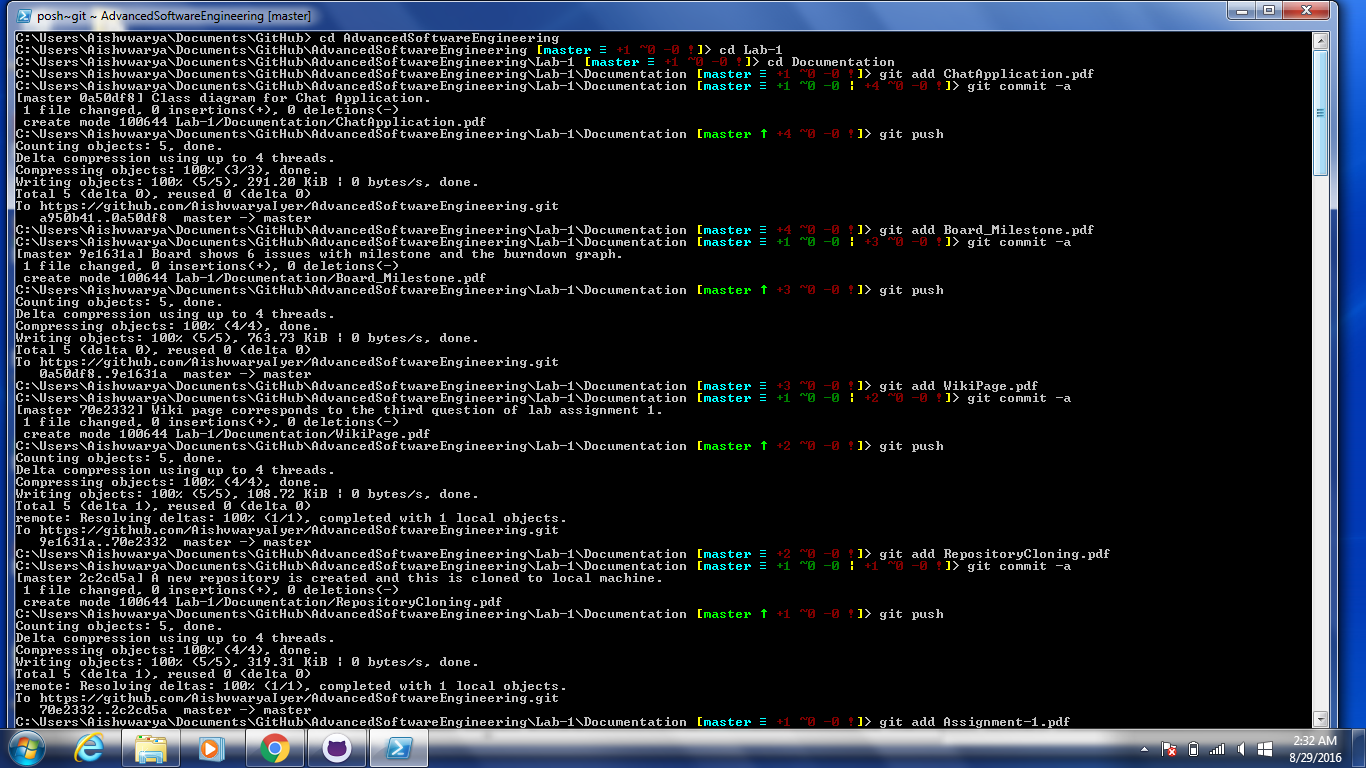 posh~git ~ AdvancedSoftwareEngineering [master]
C:\Users\Aishvwarya\Documents\GitHub> cd AdvancedSoftwareEngineering
C:\Users\Aishvwarya\Documents\GitHub\AdvancedSoftwareEngineering [master ≡ +1 ~0 -0 !]> cd Lab-1
C:\Users\Aishvwarya\Documents\GitHub\AdvancedSoftwareEngineering\Lab-1 [master ≡ +1 ~0 -0 !]> cd Documentation
C:\Users\Aishvwarya\Documents\GitHub\AdvancedSoftwareEngineering\Lab-1\Documentation [master ≡ +1 ~0 -0 !]> git add ChatApplication.pdf
C:\Users\Aishvwarya\Documents\GitHub\AdvancedSoftwareEngineering\Lab-1\Documentation [master ≡ +1 ~0 -0 | +4 ~0 -0 !]> git commit -a
[master 0a50df8] Class diagram for Chat Application.
 1 file changed, 0 insertions(+), 0 deletions(-)
 create mode 100644 Lab-1/Documentation/ChatApplication.pdf
C:\Users\Aishvwarya\Documents\GitHub\AdvancedSoftwareEngineering\Lab-1\Documentation [master ↑ +4 ~0 -0 !]> git push
Counting objects: 5, done.
Delta compression using up to 4 threads.
Compressing objects: 100% (3/3), done.
Writing objects: 100% (5/5), 291.20 KiB | 0 bytes/s, done.
Total 5 (delta 0), reused 0 (delta 0)
To https://github.com/AishvwaryaIyer/AdvancedSoftwareEngineering.git
   a950b41..0a50df8  master -> master
C:\Users\Aishvwarya\Documents\GitHub\AdvancedSoftwareEngineering\Lab-1\Documentation [master ≡ +4 ~0 -0 !]> git add Board_Milestone.pdf
C:\Users\Aishvwarya\Documents\GitHub\AdvancedSoftwareEngineering\Lab-1\Documentation [master ≡ +1 ~0 -0 | +3 ~0 -0 !]> git commit -a
[master 9e1631a] Board shows 6 issues with milestone and the burndown graph.
 1 file changed, 0 insertions(+), 0 deletions(-)
 create mode 100644 Lab-1/Documentation/Board_Milestone.pdf
C:\Users\Aishvwarya\Documents\GitHub\AdvancedSoftwareEngineering\Lab-1\Documentation [master ↑ +3 ~0 -0 !]> git push
Counting objects: 5, done.
Delta compression using up to 4 threads.
Compressing objects: 100% (4/4), done.
Writing objects: 100% (5/5), 763.73 KiB | 0 bytes/s, done.
Total 5 (delta 0), reused 0 (delta 0)
To https://github.com/AishvwaryaIyer/AdvancedSoftwareEngineering.git
   0a50df8..9e1631a  master -> master
C:\Users\Aishvwarya\Documents\GitHub\AdvancedSoftwareEngineering\Lab-1\Documentation [master ≡ +3 ~0 -0 !]> git add WikiPage.pdf
C:\Users\Aishvwarya\Documents\GitHub\AdvancedSoftwareEngineering\Lab-1\Documentation [master ≡ +1 ~0 -0 | +2 ~0 -0 !]> git commit -a
[master 70e2332] Wiki page corresponds to the third question of lab assignment 1.
 1 file changed, 0 insertions(+), 0 deletions(-)
 create mode 100644 Lab-1/Documentation/WikiPage.pdf
C:\Users\Aishvwarya\Documents\GitHub\AdvancedSoftwareEngineering\Lab-1\Documentation [master ↑ +2 ~0 -0 !]> git push
Counting objects: 5, done.
Delta compression using up to 4 threads.
Compressing objects: 100% (4/4), done.
Writing objects: 100% (5/5), 108.72 KiB | 0 bytes/s, done.
Total 5 (delta 1), reused 0 (delta 0)
remote: Resolving deltas: 100% (1/1), completed with 1 local objects.
To https://github.com/AishvwaryaIyer/AdvancedSoftwareEngineering.git
   9e1631a..70e2332  master -> master
C:\Users\Aishvwarya\Documents\GitHub\AdvancedSoftwareEngineering\Lab-1\Documentation [master ≡ +2 ~0 -0 !]> git add RepositoryCloning.pdf
C:\Users\Aishvwarya\Documents\GitHub\AdvancedSoftwareEngineering\Lab-1\Documentation [master ≡ +1 ~0 -0 | +1 ~0 -0 !]> git commit -a
[master 2c2cd5a] A new repository is created and this is cloned to local machine.
 1 file changed, 0 insertions(+), 0 deletions(-)
 create mode 100644 Lab-1/Documentation/RepositoryCloning.pdf
C:\Users\Aishvwarya\Documents\GitHub\AdvancedSoftwareEngineering\Lab-1\Documentation [master ↑ +1 ~0 -0 !]> git push
Counting objects: 5, done.
Delta compression using up to 4 threads.
Compressing objects: 100% (4/4), done.
Writing objects: 100% (5/5), 319.31 KiB | 0 bytes/s, done.
Total 5 (delta 1), reused 0 (delta 0)
remote: Resolving deltas: 100% (1/1), completed with 1 local objects.
To https://github.com/AishvwaryaIyer/AdvancedSoftwareEngineering.git
   70e2332..2c2cd5a  master -> master
C:\Users\Aishvwarya\Documents\GitHub\AdvancedSoftwareEngineering\Lab-1\Documentation [master ≡ +1 ~0 -0 !]> git add Assignment-1.pdf
2:32 AM
8/29/2016